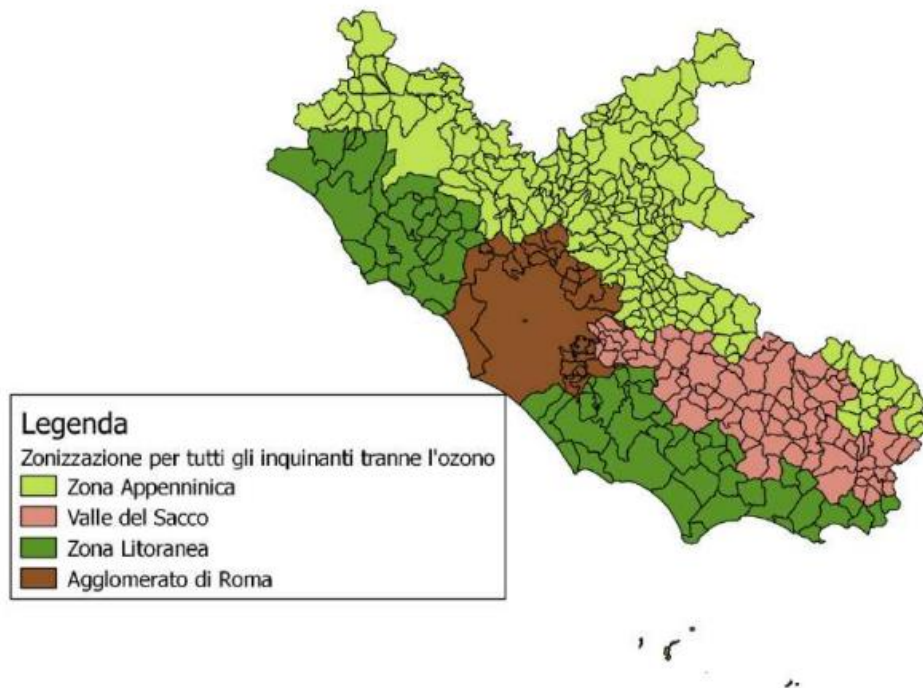 Legenda
Zonizzazione per tutti gli inquinanti tranne l'ozono
Zona Appenninica
Valle del Sacco
Zona Litoranea
Agglomerato di Roma